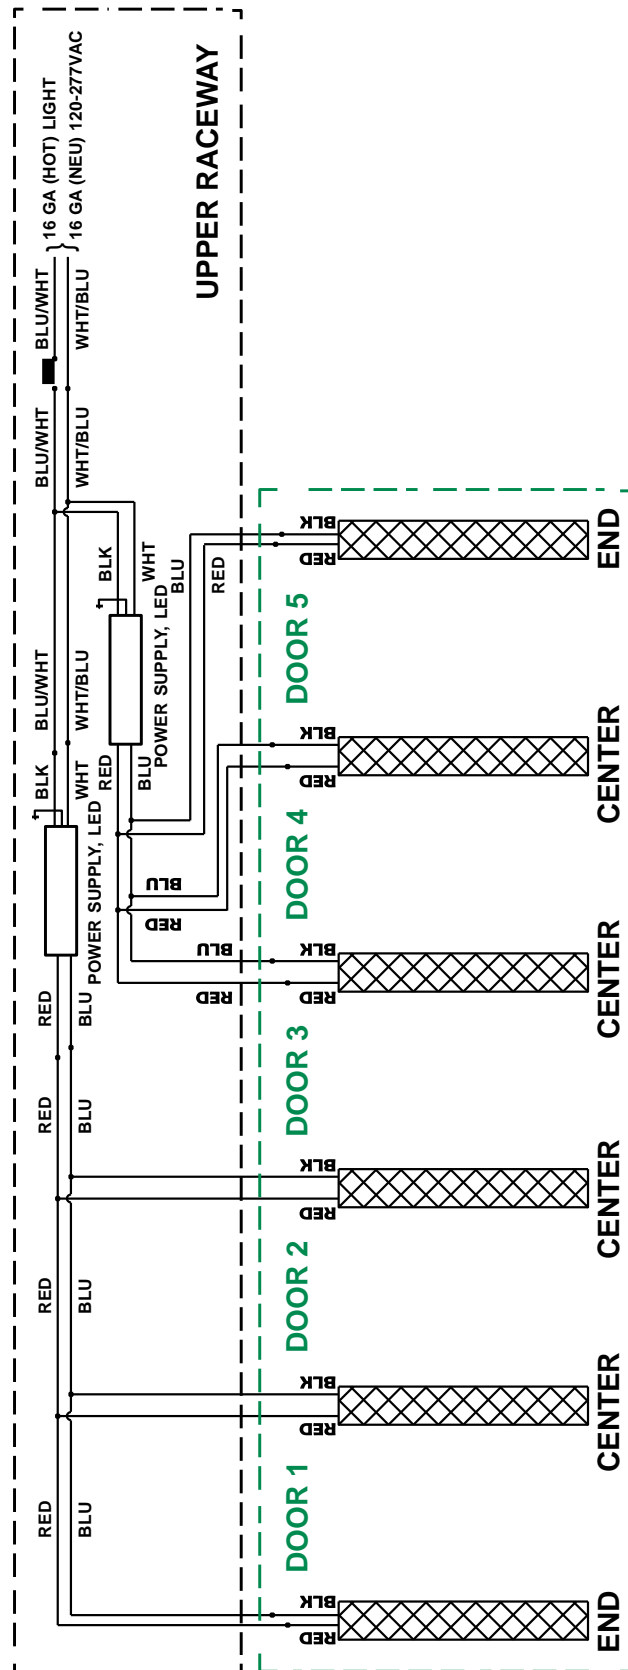 16 GA (HOT) LIGHT
16 GA (NEU) 120-277VAC
UPPER RACEWAY
BLU/WHT
WHT/BLU
BLU/WHT
WHT/BLU
BLK
WHT
BLU
RED
BLU/WHT
WHT/BLU
POWER SUPPLY, LED
BLK
WHT
RED
BLU
POWER SUPPLY, LED
BLU
RED
BLU
RED
RED
BLU
RED
BLU
RED
BLU
RED
BLU
BLK
RED
END
DOOR 5
BLK
RED
CENTER
DOOR 4
BLK
RED
CENTER
DOOR 3
BLK
RED
CENTER
DOOR 2
BLK
RED
CENTER
DOOR 1
BLK
RED
END